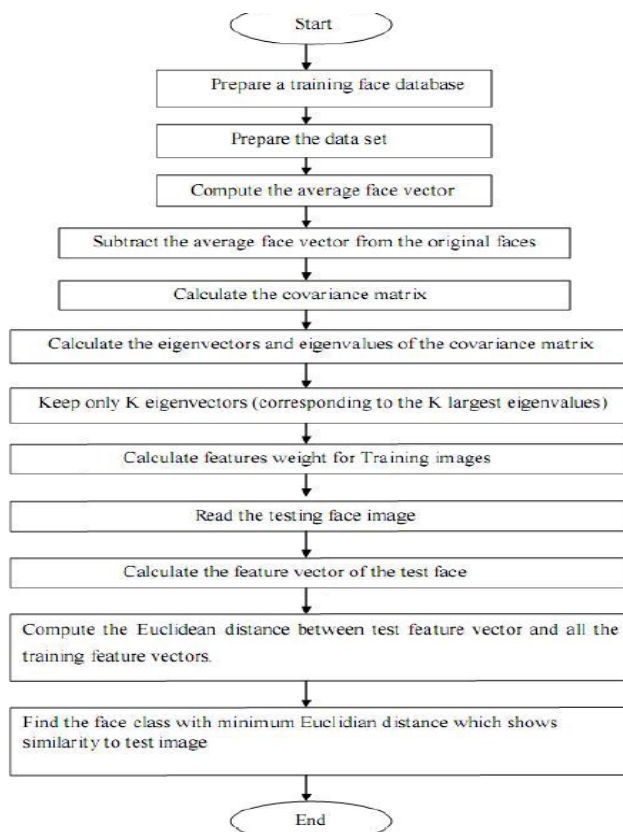 Start
Prepare a training face database
Prepare the data set
Compute the average face vector
Subtract the average face vector from the original faces
Calculate the covariance matrix
Calculate the eigenvectors and eigenvalues of the covariance matrix
Keep only K eigenvectors (corresponding to the K largest eigenvalues)
Calculate features weight for Training images
Read the testing face image
Calculate the feature vector of the test face
Compute the Euclidean distance between test feature vector and all the
training feature vectors.
Find the face class with minimum Euclidian distance which shows
similarity to test image
End